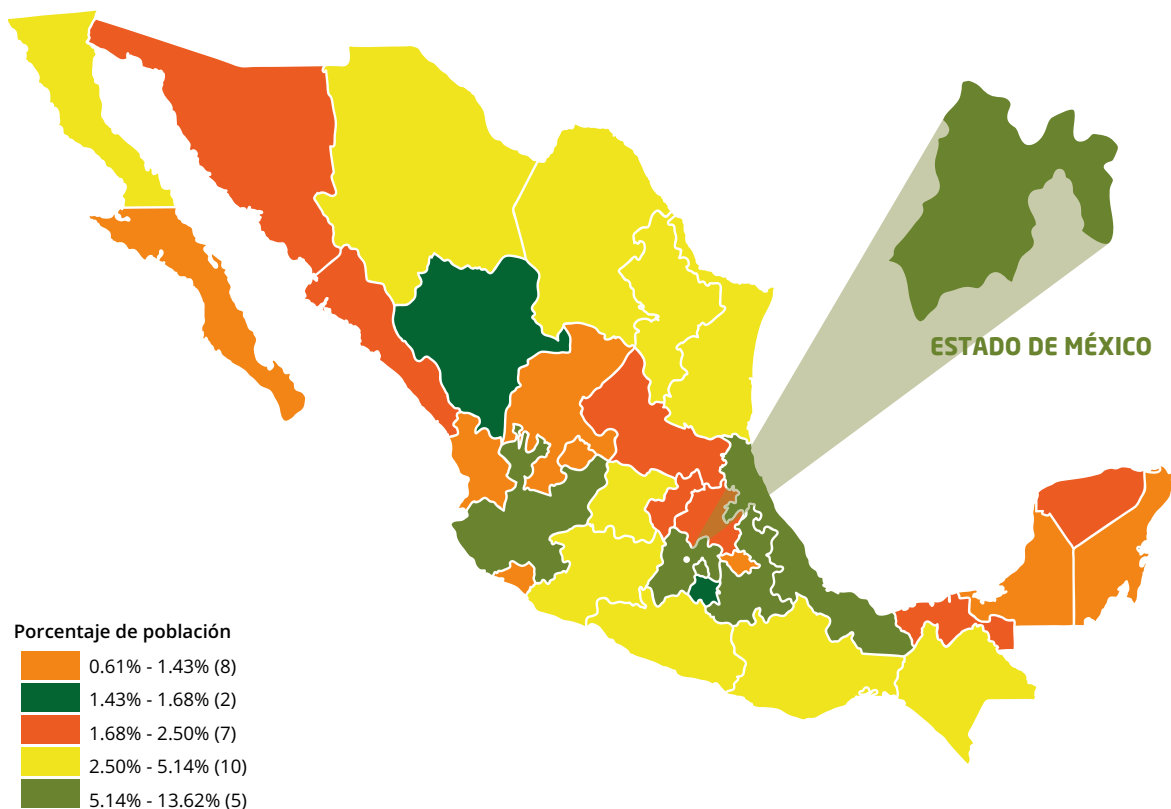 ESTADO DE MÉXICO
Porcentaje de población
0.61% - 1.43% (8)
1.43% - 1.68% (2)
1.68% - 2.50% (7)
2.50% - 5.14% (10)
5.14% - 13.62% (5)